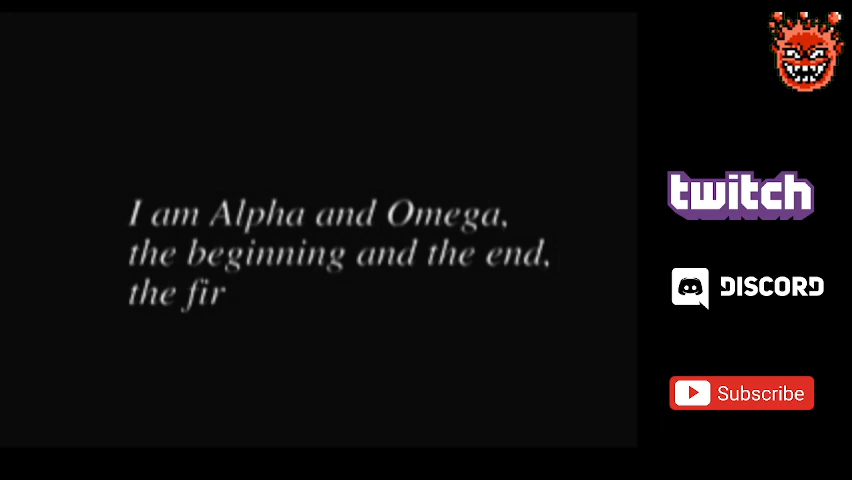 I am Alpha and Omega,
the beginning and the end,
the fir
twitch
DISCORD
Subscribe